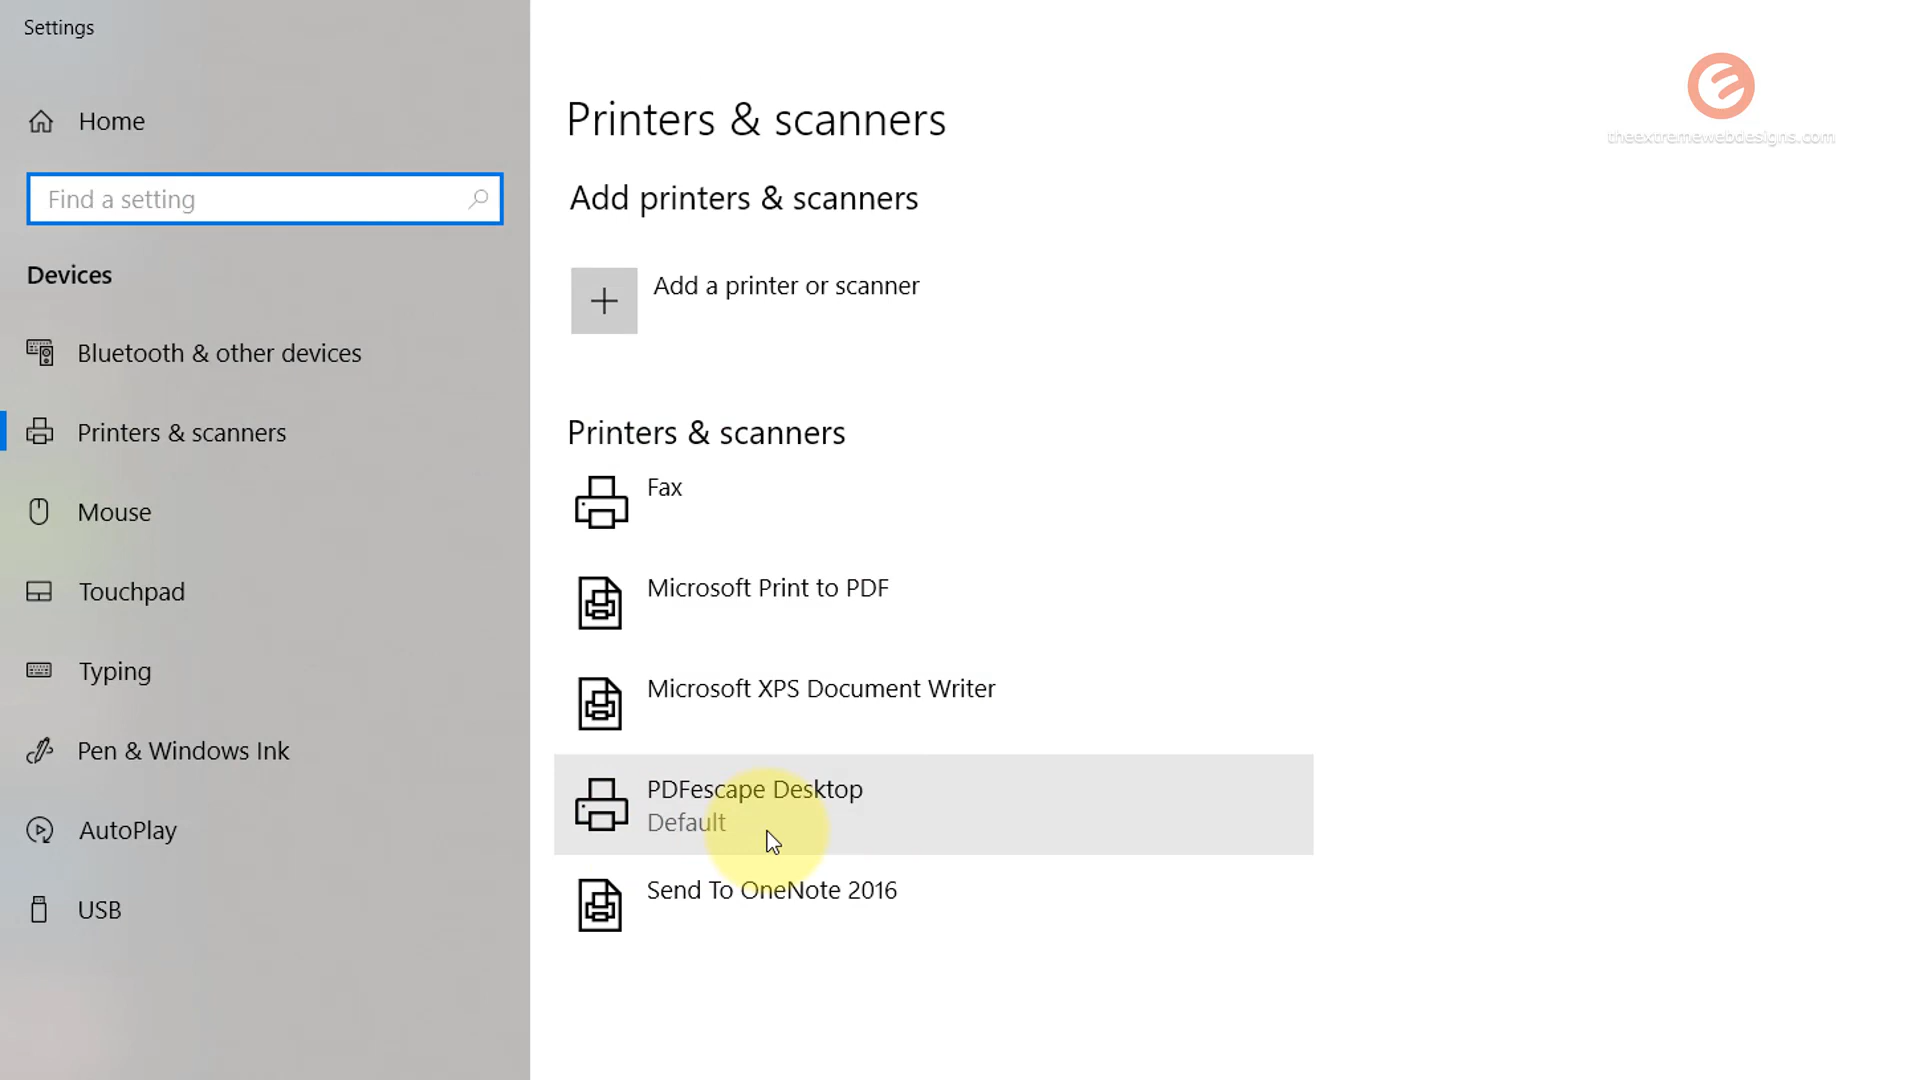 Settings
Home
Find a setting
Devices
Bluetooth & other devices
Printers & scanners
Mouse
Touchpad
Typing
Pen & Windows Ink
AutoPlay
USB
Printers & scanners
Add printers & scanners
Add a printer or scanner
Printers & scanners
Fax
Microsoft Print to PDF
Microsoft XPS Document Writer
PDFescape Desktop
Default
Send To OneNote 2016
theextremewebdesigns.com